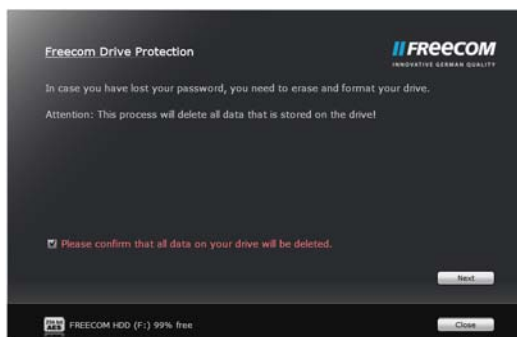 Freecom Drive Protection
FREECOM
INNOVATIVE GERMAN QUALITY
In case you have lost your password, you need to erase and format your drive.
Attention: This process will delete all data that is stored on the drive!
Please confirm that all data on your drive will be deleted.
Next
AES
FREECOM HDD (F:) 99% free
Close